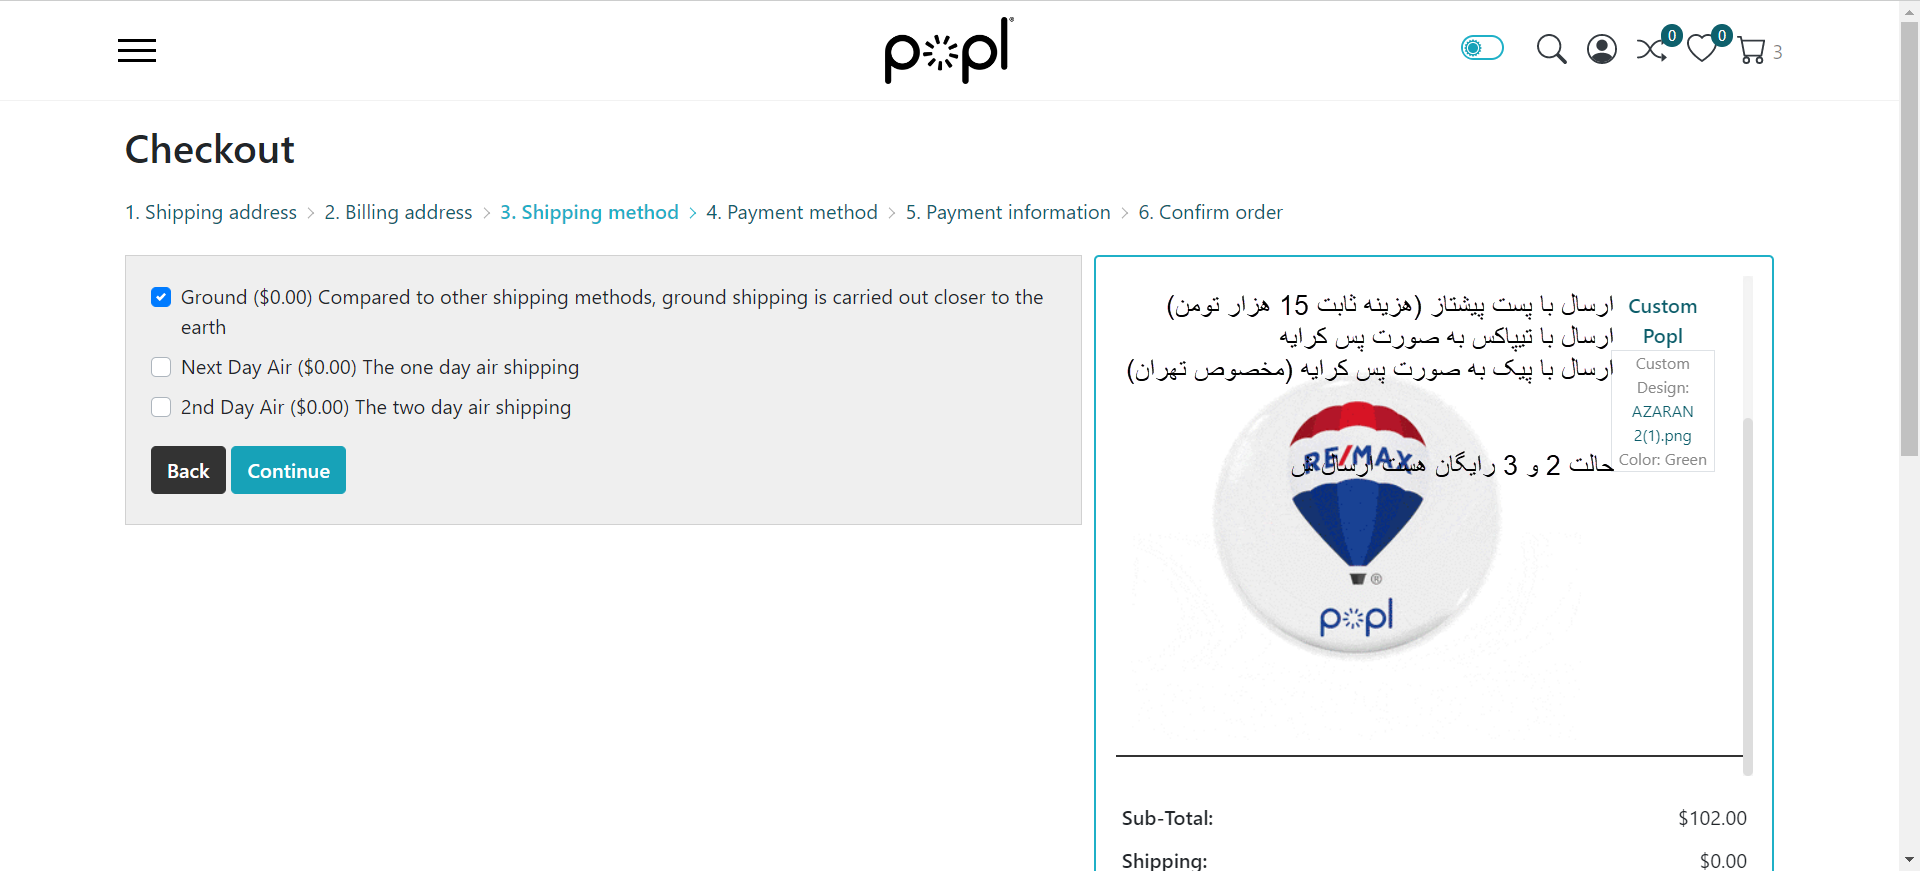 popl
0
0
3
Checkout
1. Shipping address > 2. Billing address > 3. Shipping method > 4. Payment method > 5. Payment information > 6. Confirm order
Ground ($0.00) Compared to other shipping methods, ground shipping is carried out closer to the
earth
Next Day Air ($0.00) The one day air shipping
2nd Day Air ($0.00) The two day air shipping
Back
Continue
ارسال با پست پیشتاز (هزینه ثابت 15 هزار تومن)
ارسال با تیپاکس به صورت پس کرایه
ارسال با پیک به صورت پس کرایه (مخصوص تهران)
حالت 2 و 3 رایگان هست ارسال ش
RE/MAX
®
popl
Custom
Popl
Custom
Design:
AZARAN
2(1).png
Color: Green
Sub-Total:
$102.00
Shipping:
$0.00